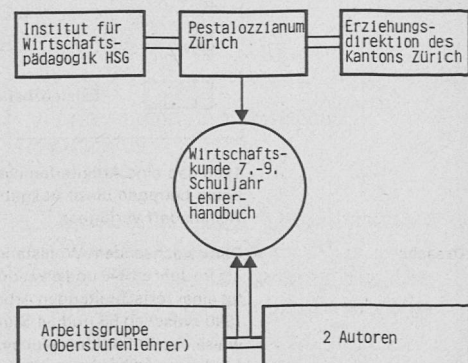 Institut für
Wirtschafts-
pädagogik HSG
Pestalozzianum
Zürich
Erziehungs-
direktion des
Kantons Zürich
Wirtschafts-
kunde 7.-9.
Schuljahr
Lehrer-
handbuch
Arbeitsgruppe
(Oberstufenlehrer)
2 Autoren